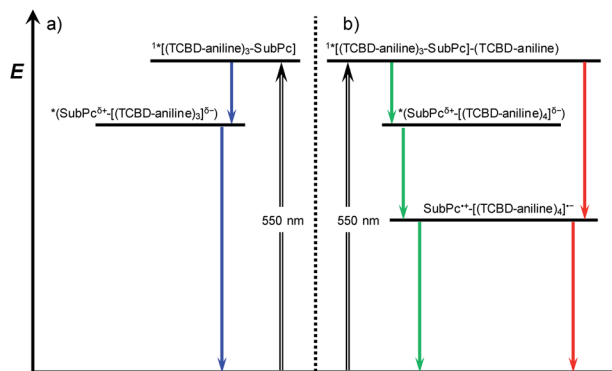 a)
b)
E
¹*[(TCBD-aniline)₃-SubPc]
¹*[(TCBD-aniline)₃-SubPc]-(TCBD-aniline)
*(SubPcᵟ⁺-[(TCBD-aniline)₃]ᵟ⁻)
*(SubPcᵟ⁺-[(TCBD-aniline)₄]ᵟ⁻)
SubPc•⁺-[(TCBD-aniline)₄]•⁻
550 nm
550 nm